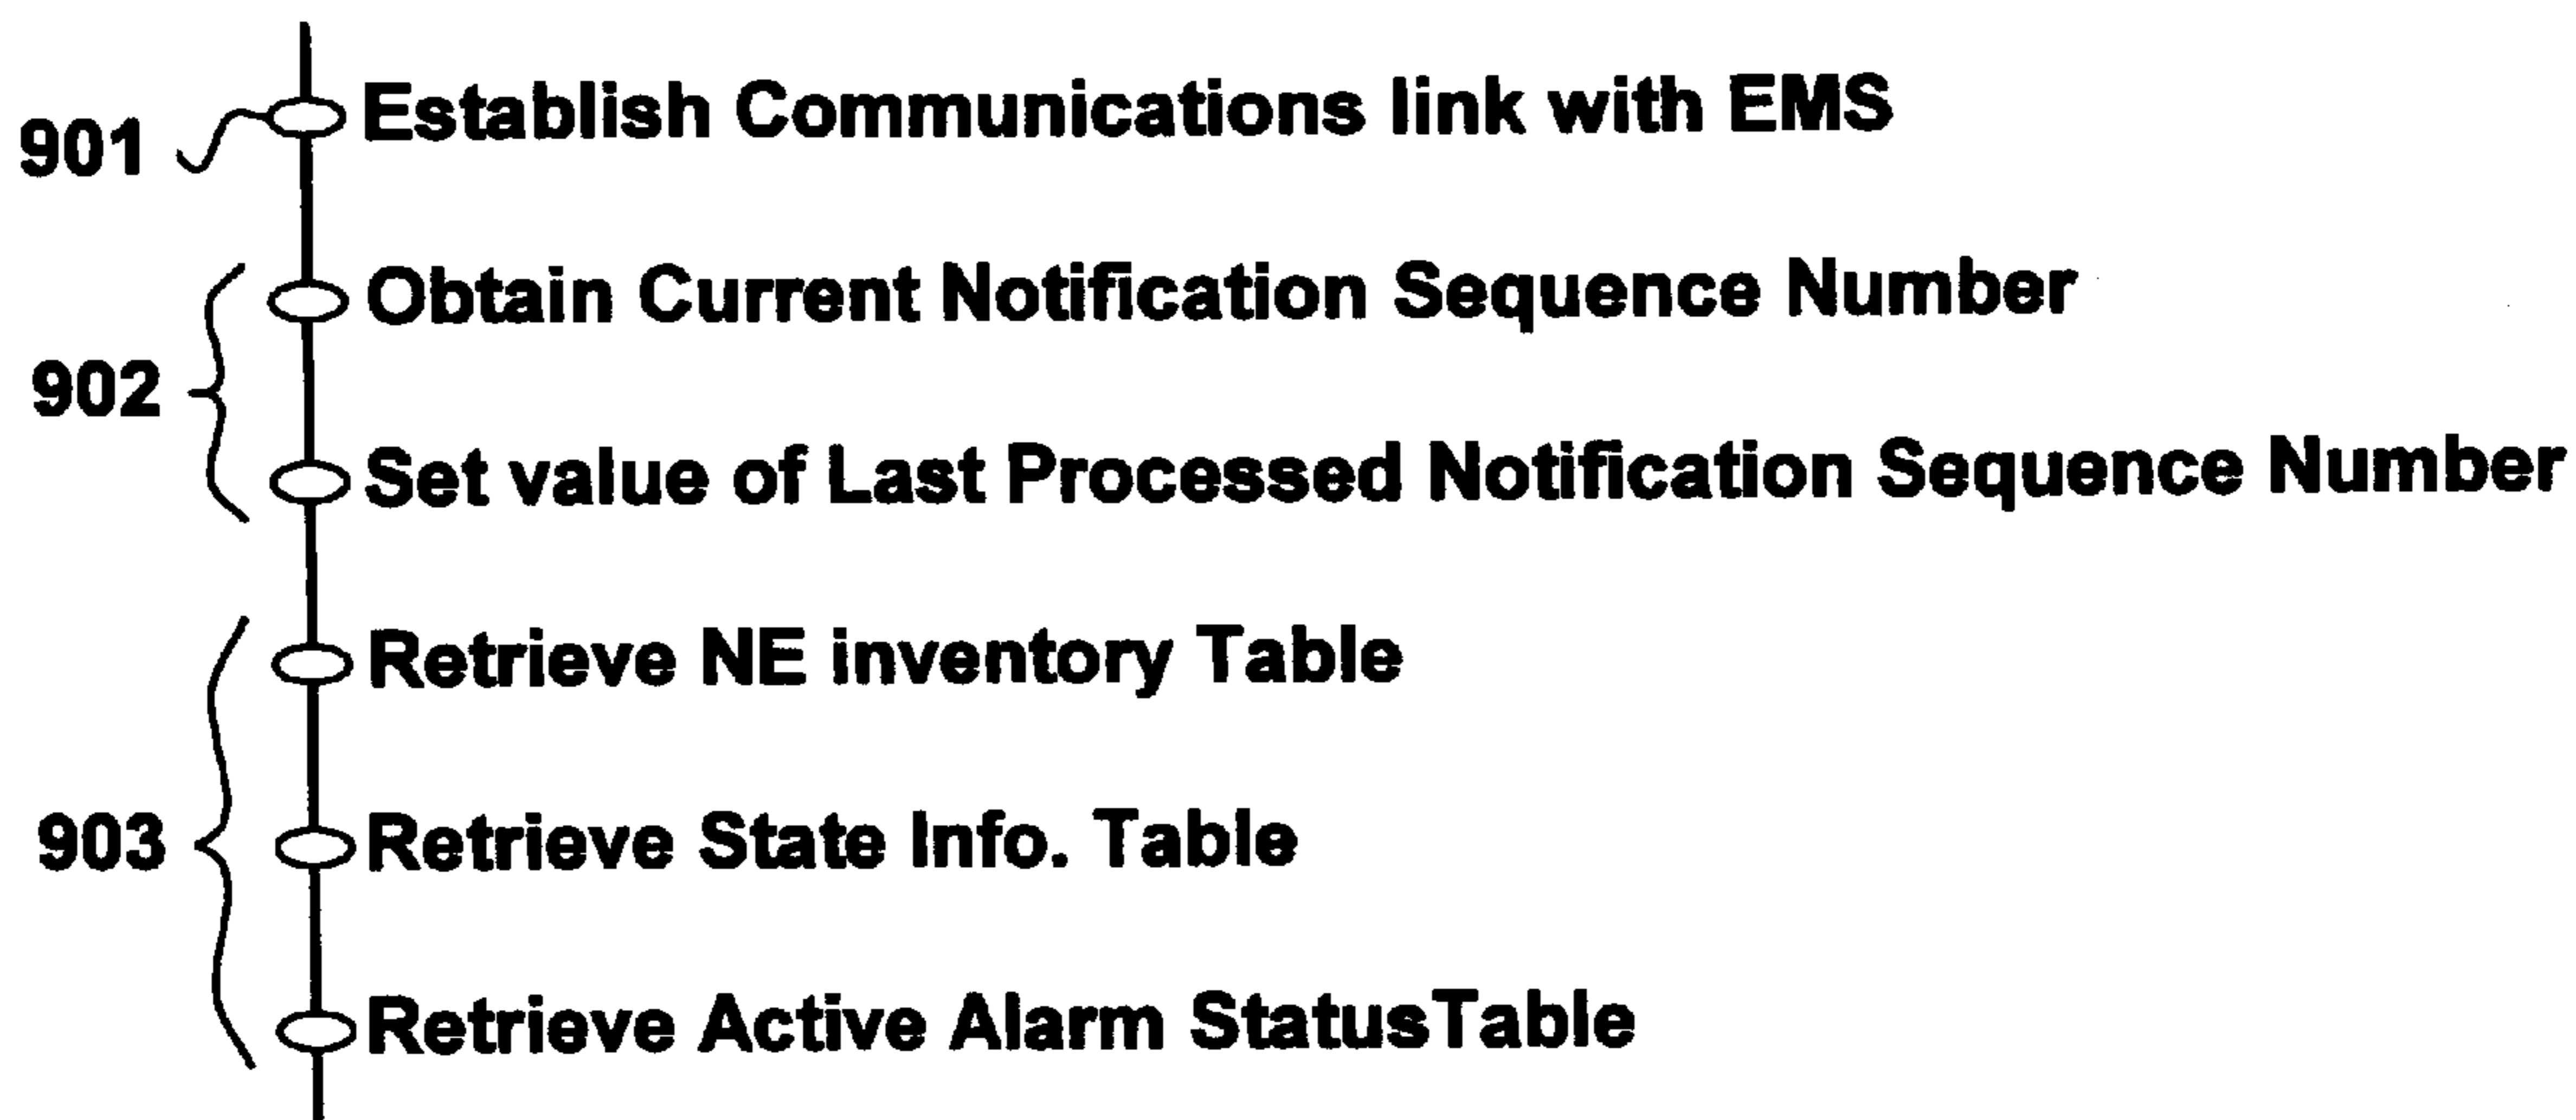 901 Establish Communications link with EMS
Obtain Current Notification Sequence Number
902
Set value of Last Processed Notification Sequence Number
Retrieve NE inventory Table
903 Retrieve State Info. Table
Retrieve Active Alarm StatusTable